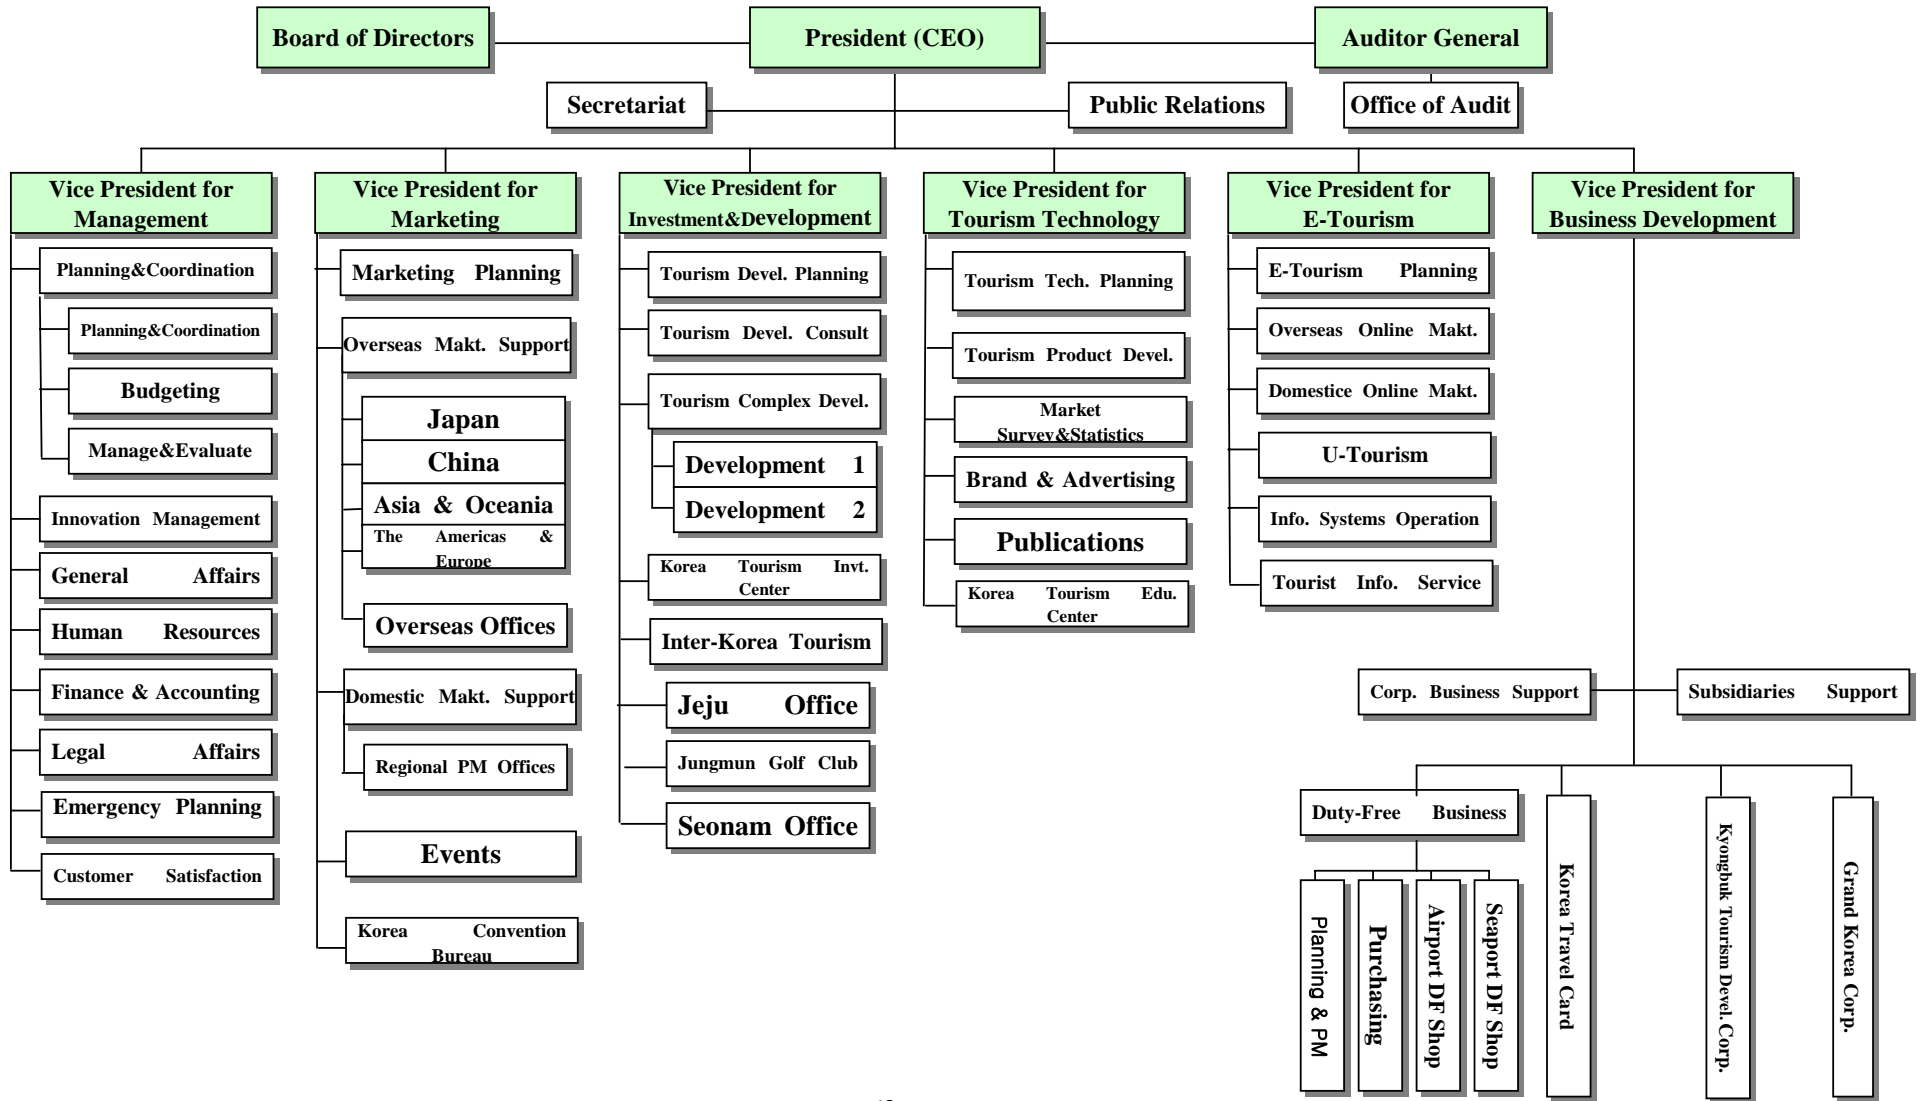 Board of Directors
President (CEO)
Auditor General
Secretariat
Public Relations
Office of Audit
Vice President for
Management
Planning&Coordination
Planning&Coordination
Budgeting
Manage&Evaluate
Innovation Management
General Affairs
Human Resources
Finance & Accounting
Legal Affairs
Emergency Planning
Customer Satisfaction
Vice President for
Marketing
Marketing Planning
Overseas Makt. Support
Japan
China
Asia & Oceania
The Americas &
Europe
Overseas Offices
Domestic Makt. Support
Regional PM Offices
Events
Korea Convention
Bureau
Vice President for
Investment&Development
Tourism Devel. Planning
Tourism Devel. Consult
Tourism Complex Devel.
Development 1
Development 2
Korea Tourism Invt.
Center
Inter-Korea Tourism
Jeju Office
Jungmun Golf Club
Seonam Office
Vice President for
Tourism Technology
Tourism Tech. Planning
Tourism Product Devel.
Market
Survey&Statistics
Brand & Advertising
Publications
Korea Tourism Edu.
Center
Vice President for
E-Tourism
E-Tourism Planning
Overseas Online Makt.
Domestice Online Makt.
U-Tourism
Info. Systems Operation
Tourist Info. Service
Vice President for
Business Development
Corp. Business Support
Subsidiaries Support
Duty-Free Business
Planning & PM
Purchasing
Airport DF Shop
Seaport DF Shop
Korea Travel Card
Kyongbuk Tourism Devel. Corp.
Grand Korea Corp.